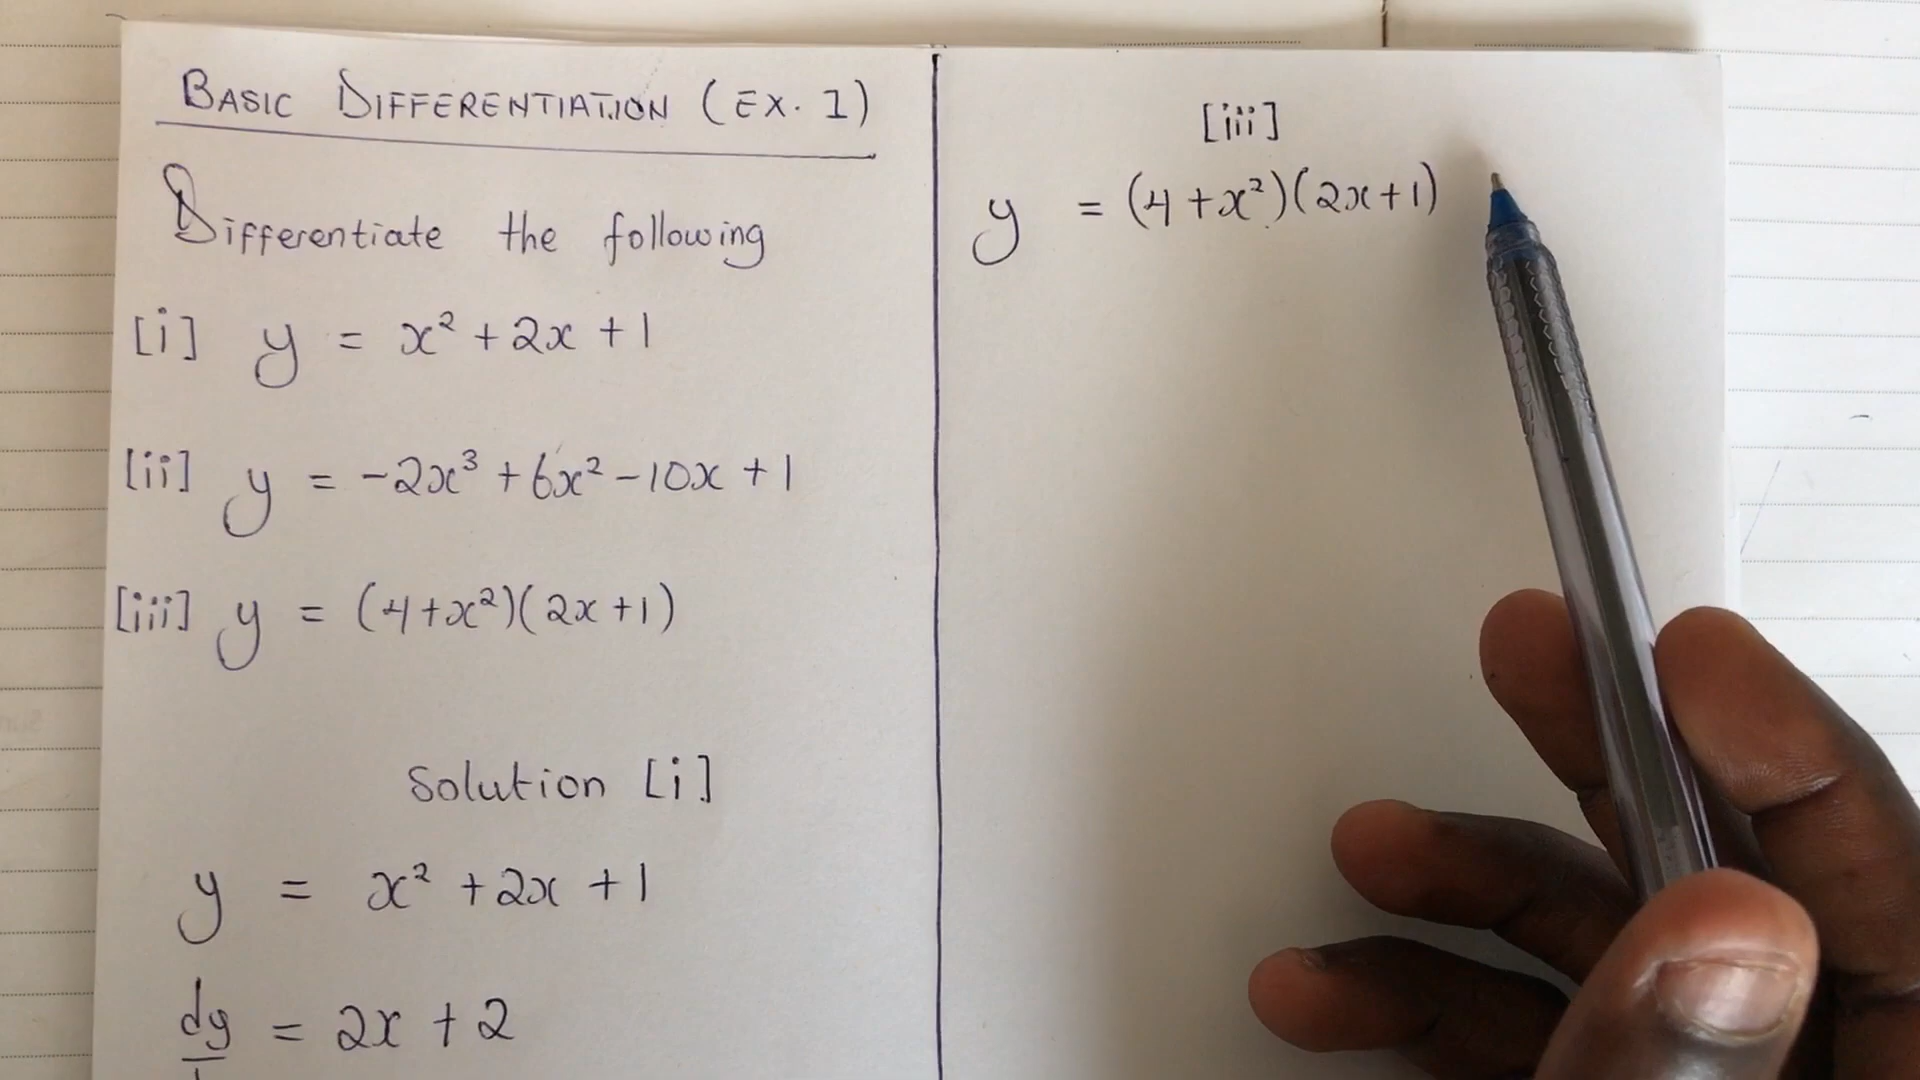 BASIC DIFFERENTIATION (EX. 1)
Differentiate the following
[i] y = x² + 2x + 1
[ii] y = -2x³ + 6x² - 10x + 1
[iii] y = (4 + x²)(2x + 1)
Solution [i]
y = x² + 2x + 1
dy = 2x + 2
[iii]
y = (4 + x²)(2x + 1)